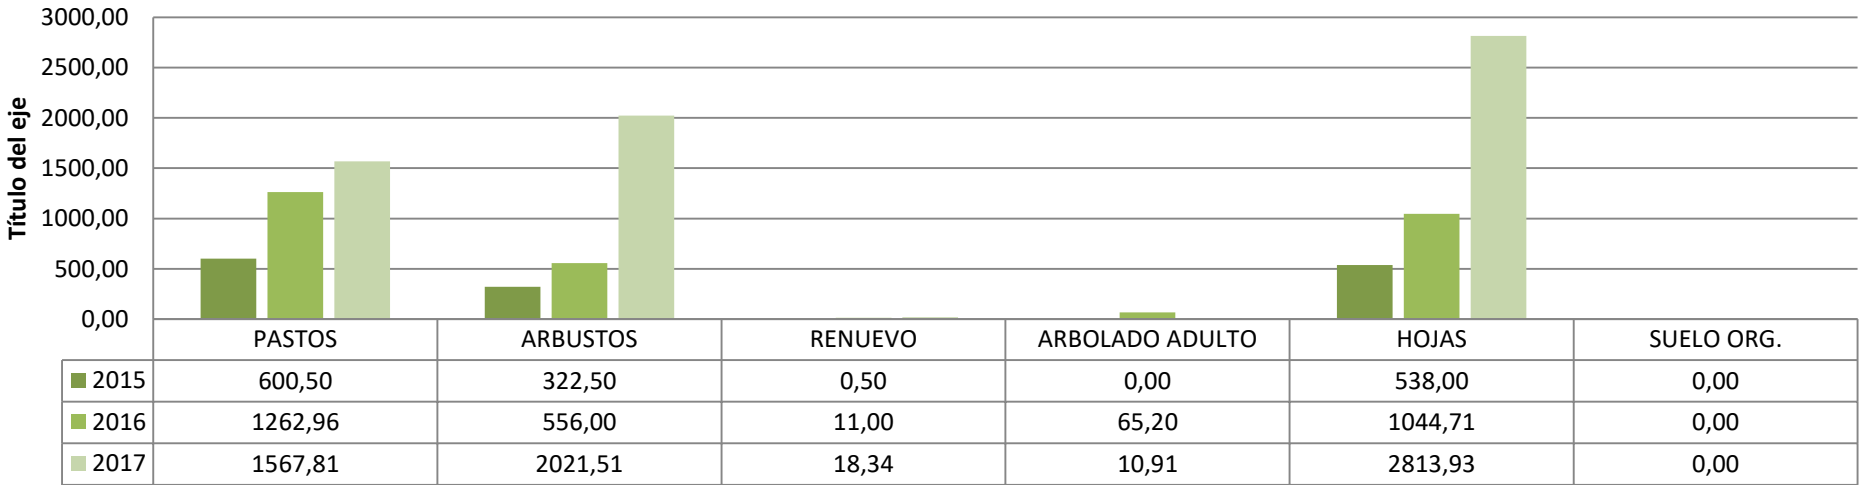 3000,00
2500,00
2000,00
1500,00
1000,00
500,00
0,00
Título del eje
PASTOS ARBUSTOS RENUEVO ARBOLADO ADULTO HOJAS SUELO ORG.
2015 600,50 322,50 0,50 0,00 538,00 0,00
2016 1262,96 556,00 11,00 65,20 1044,71 0,00
2017 1567,81 2021,51 18,34 10,91 2813,93 0,00